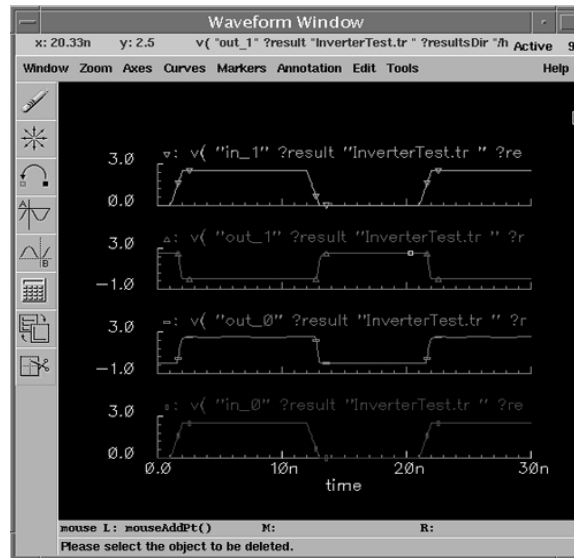 Waveform Window
x: 20.33n y: 2.5 v( "out_1" ?result "InverterTest.tr " ?resultsDir "/h Active 9
Window Zoom Axes Curves Markers Annotation Edit Tools Help
A
B
3.0
0.0
: v( "in_1" ?result "InverterTest.tr " ?re
3.0
-1.0
: v( "out_1" ?result "InverterTest.tr " ?r
3.0
-1.0
: v( "out_0" ?result "InverterTest.tr " ?r
3.0
0.0
: v( "in_0" ?result "InverterTest.tr " ?re
0.0 10n 20n 30n
time
mouse L: mouseAddPt() M: R:
Please select the object to be deleted.